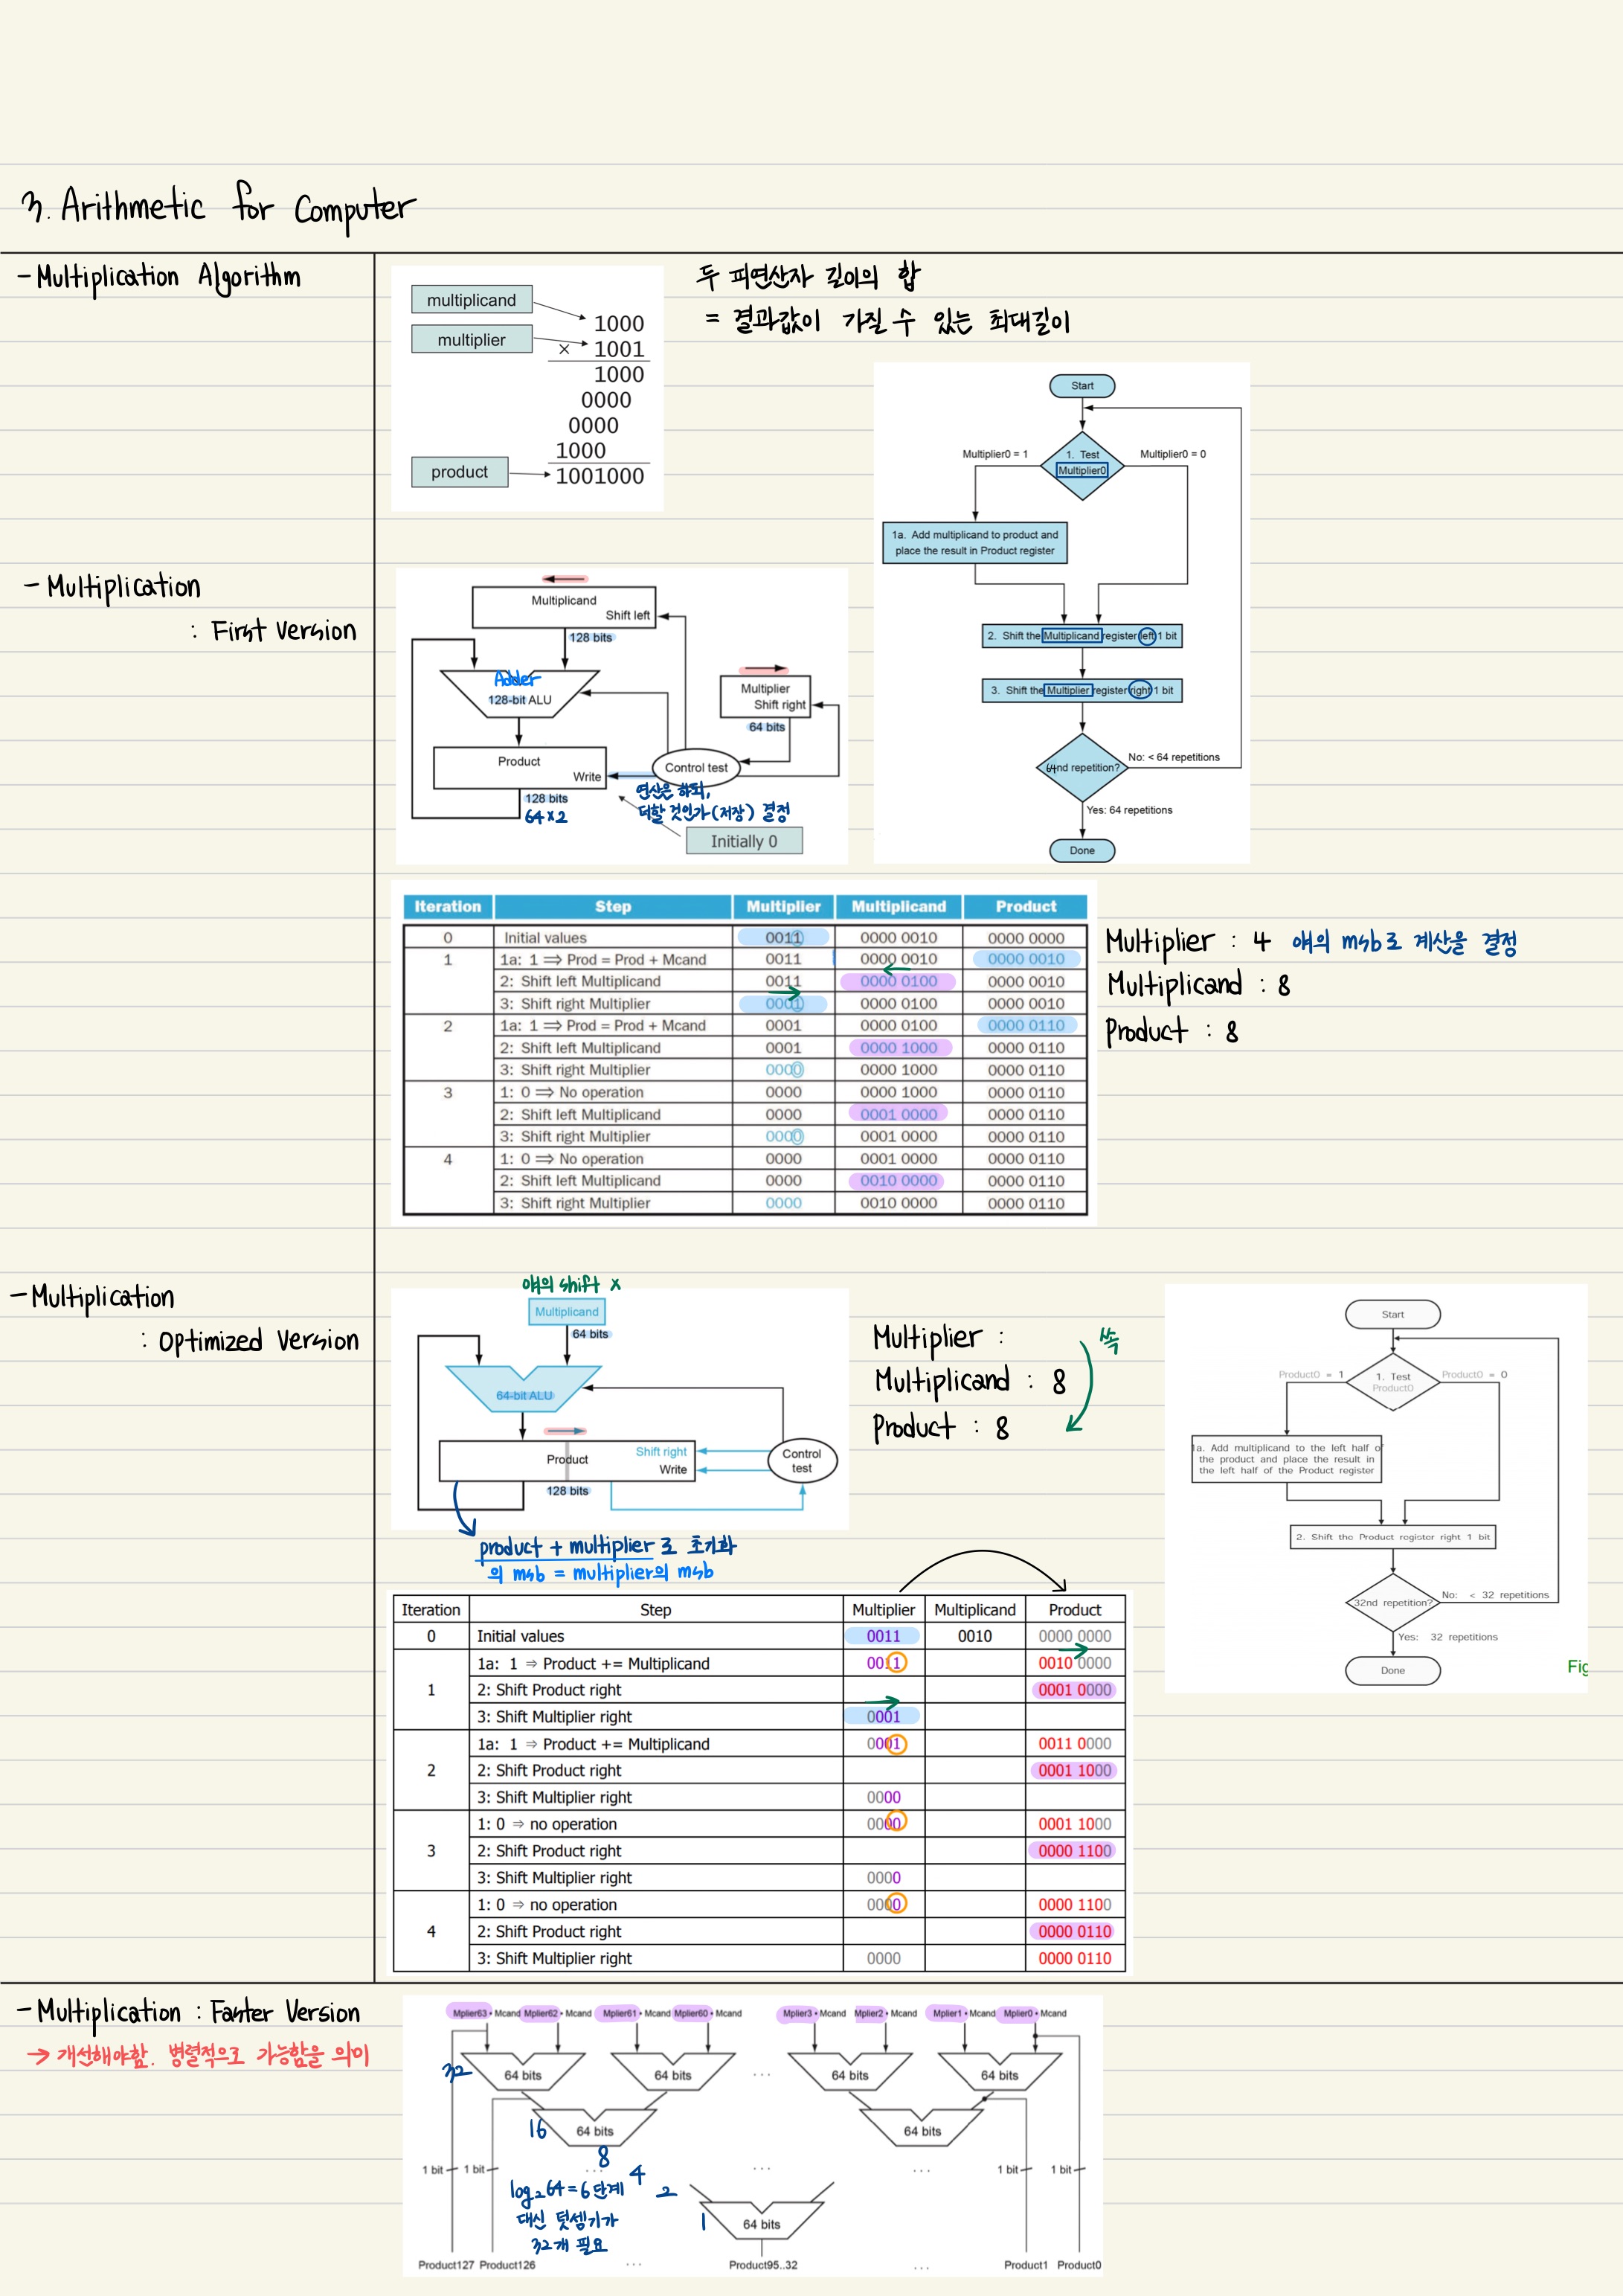 3. Arithmetic for Computer
- Multiplication Algorithm
multiplicand
multiplier
1000
× 1001
1000
0000
0000
1000
product
1001000
두 피연산자 길이의 합
= 결과값이 가질 수 있는 최대길이
Start
Multiplier0 = 1
1. Test
Multiplier0
Multiplier0 = 0
1a. Add multiplicand to product and
place the result in Product register
2. Shift the Multiplicand register left 1 bit
3. Shift the Multiplier register right 1 bit
64nd repetition?
No: < 64 repetitions
Yes: 64 repetitions
Done
- Multiplication
: First Version
Multiplicand
Shift left
128 bits
Adder
128-bit ALU
Multiplier
Shift right
64 bits
Product
Write
Control test
128 bits
64×2
연산은 하되,
더할 것인가(저장) 결정
Initially 0
Iteration Step Multiplier Multiplicand Product
0 Initial values 0011 0000 0010 0000 0000
1 1a: 1 ⟹ Prod = Prod + Mcand 0011 0000 0010 0000 0010
2: Shift left Multiplicand 0011 0000 0100 0000 0010
3: Shift right Multiplier 0001 0000 0100 0000 0010
2 1a: 1 ⟹ Prod = Prod + Mcand 0001 0000 0100 0000 0110
2: Shift left Multiplicand 0001 0000 1000 0000 0110
3: Shift right Multiplier 0000 0000 1000 0000 0110
3 1: 0 ⟹ No operation 0000 0000 1000 0000 0110
2: Shift left Multiplicand 0000 0001 0000 0000 0110
3: Shift right Multiplier 0000 0001 0000 0000 0110
4 1: 0 ⟹ No operation 0000 0001 0000 0000 0110
2: Shift left Multiplicand 0000 0010 0000 0000 0110
3: Shift right Multiplier 0000 0010 0000 0000 0110
Multiplier : 4 얘의 msb로 계산을 결정
Multiplicand : 8
Product : 8
- Multiplication
: Optimized Version
얘의 shift x
Multiplicand
64 bits
64-bit ALU
Product
Shift right
Write
Control
test
128 bits
product + multiplier 로 초기화
의 msb = multiplier의 msb
Multiplier :
Multiplicand : 8
Product : 8
쏙
Start
Product0 = 1
1. Test
Product0
Product0 = 0
1a. Add multiplicand to the left half of
the product and place the result in
the left half of the Product register
2. Shift the Product register right 1 bit
32nd repetition?
No: < 32 repetitions
Yes: 32 repetitions
Done
Fig
Iteration Step Multiplier Multiplicand Product
0 Initial values 0011 0010 0000 0000
1 1a: 1 ⇒ Product += Multiplicand 0011 0010 0000
2: Shift Product right 0001 0000
3: Shift Multiplier right 0001
2 1a: 1 ⇒ Product += Multiplicand 0001 0011 0000
2: Shift Product right 0001 1000
3: Shift Multiplier right 0000
3 1: 0 ⇒ no operation 0000 0001 1000
2: Shift Product right 0000 1100
3: Shift Multiplier right 0000
4 1: 0 ⇒ no operation 0000 0000 1100
2: Shift Product right 0000 0110
3: Shift Multiplier right 0000 0000 0110
- Multiplication : Faster Version
→ 개선해야함. 병렬적으로 가능함을 의미
Mplier63 • Mcand Mplier62 • Mcand Mplier61 • Mcand Mplier60 • Mcand Mplier3 • Mcand Mplier2 • Mcand Mplier1 • Mcand Mplier0 • Mcand
32 64 bits 64 bits . . . 64 bits 64 bits
16 64 bits 64 bits
8
1 bit 1 bit . . . 4 . . . . . . 1 bit 1 bit
log₂64 = 6 단계 2
대신 덧셈기가
1 64 bits
32개 필요
Product127 Product126 . . . Product95..32 . . . Product1 Product0